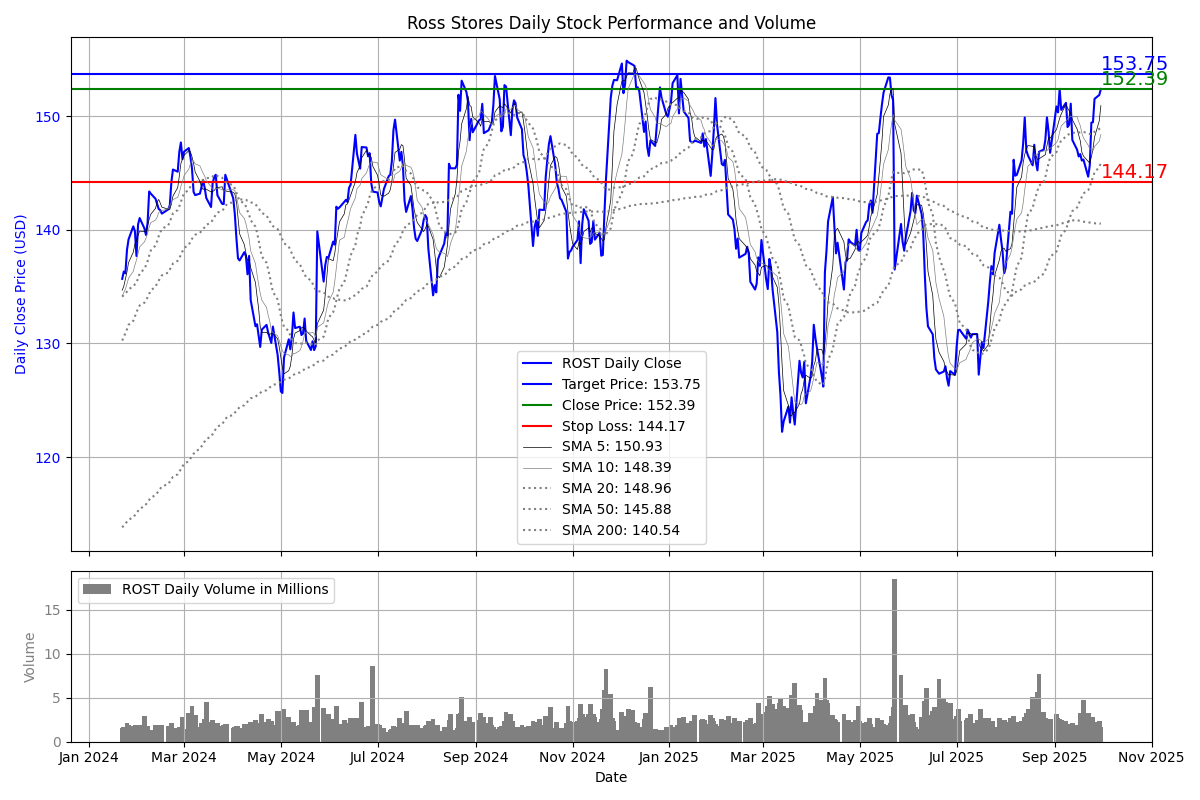 Ross Stores Daily Stock Performance and Volume
153.75
152.39
144.17
150
140
130
120
Daily Close Price (USD)
ROST Daily Close
Target Price: 153.75
Close Price: 152.39
Stop Loss: 144.17
SMA 5: 150.93
SMA 10: 148.39
SMA 20: 148.96
SMA 50: 145.88
SMA 200: 140.54
ROST Daily Volume in Millions
15
10
5
0
Volume
Jan 2024 Mar 2024 May 2024 Jul 2024 Sep 2024 Nov 2024 Jan 2025 Mar 2025 May 2025 Jul 2025 Sep 2025 Nov 2025
Date